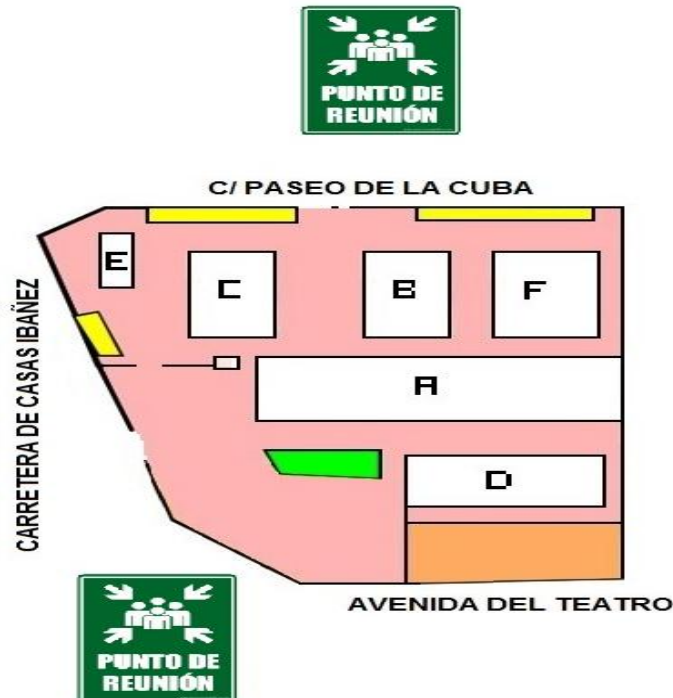 PUNTO DE
REUNIÓN
C/ PASEO DE LA CUBA
E
C
B
F
CARRETERA DE CASAS IBAÑEZ
A
D
AVENIDA DEL TEATRO
PUNTO DE
REUNIÓN